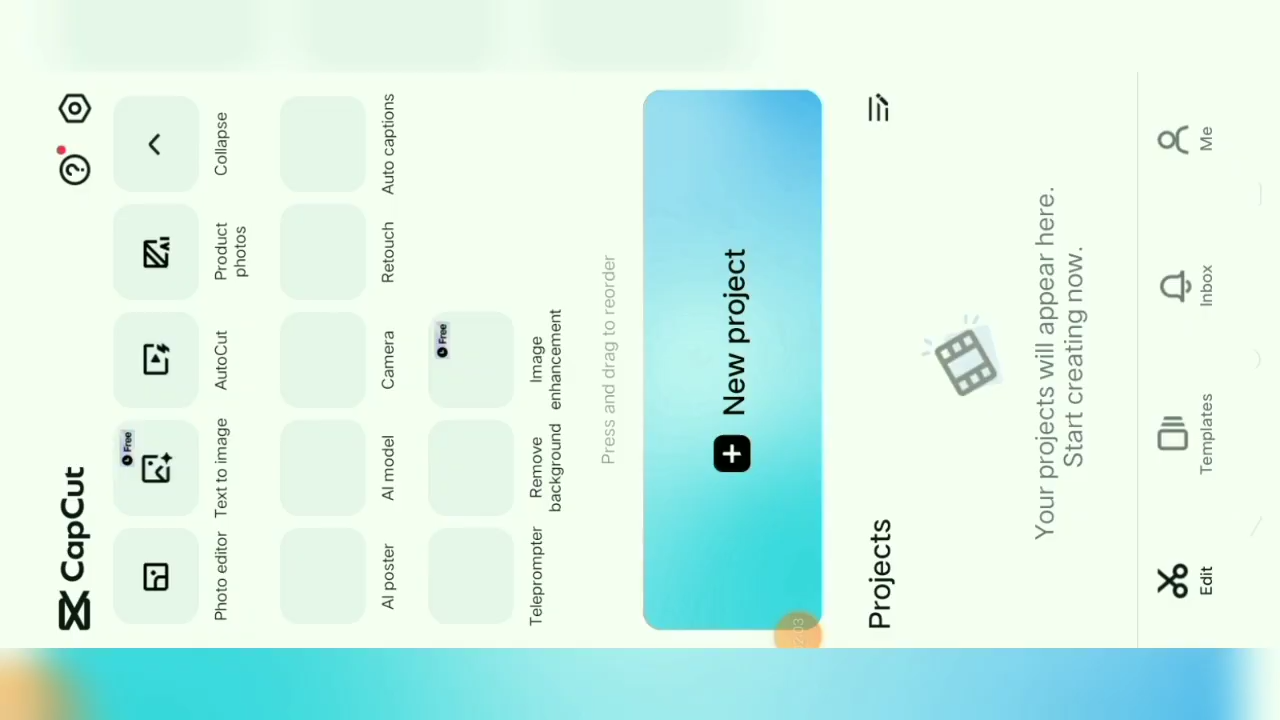 CapCut
Free
Photo editor
Text to image
AutoCut
Product
photos
Collapse
AI poster
AI model
Camera
Retouch
Auto captions
Free
Teleprompter
Remove
background
Image
enhancement
Press and drag to reorder
New project
Projects
Your projects will appear here.
Start creating now.
Edit
Templates
Inbox
Me